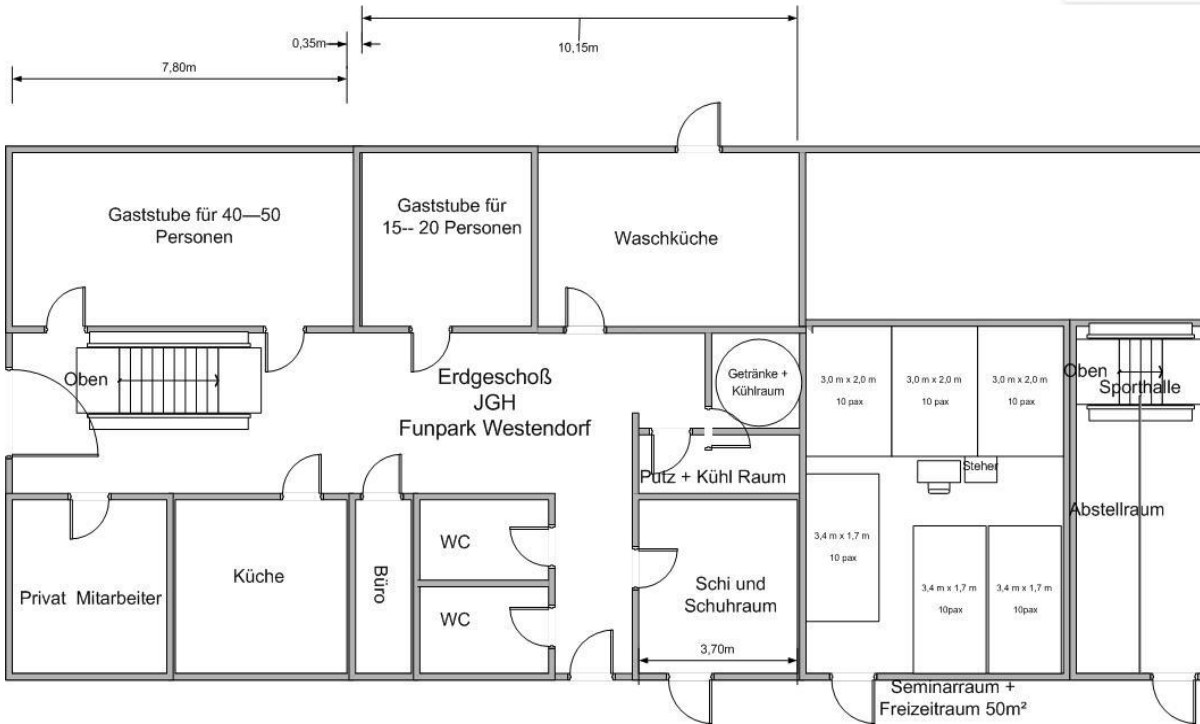 0,35m
10,15m
7,80m
Gaststube für 40—50
Personen
Gaststube für
15-- 20 Personen
Waschküche
Oben
Erdgeschoß
JGH
Funpark Westendorf
Getränke +
Kühlraum
3,0 m x 2,0 m
10 pax
3,0 m x 2,0 m
10 pax
3,0 m x 2,0 m
10 pax
Oben
Sporthalle
Putz + Kühl Raum
Steher
Abstellraum
Privat Mitarbeiter
Küche
Büro
WC
WC
Schi und
Schuhraum
3,70m
3,4 m x 1,7 m
10 pax
3,4 m x 1,7 m
10pax
3,4 m x 1,7 m
10pax
Seminarraum +
Freizeitraum 50m²